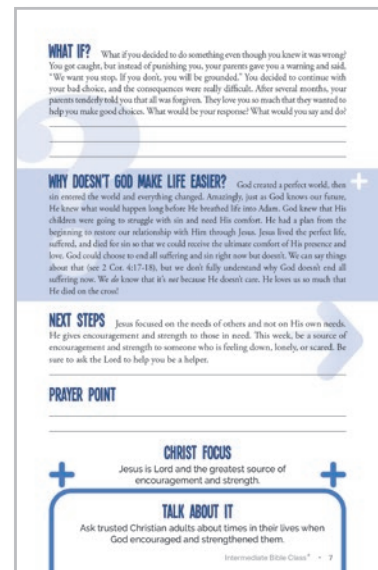 WHAT IF? What if you decided to do something even though you knew it was wrong?
You got caught, but instead of punishing you, your parents gave you a warning and said,
"We want you stop. If you don't, you will be grounded." You decided to continue with
your bad choice, and the consequences were really difficult. After several months, your
parents tenderly told you that all was forgiven. They love you so much that they wanted to
help you make good choices. What would be your response? What would you say and do?
WHY DOESN'T GOD MAKE LIFE EASIER? God created a perfect world, then
sin entered the world and everything changed. Amazingly, just as God knows our future,
He knew what would happen long before He breathed life into Adam. God knew that His
children were going to struggle with sin and need His comfort. He had a plan from the
beginning to restore our relationship with Him through Jesus. Jesus lived the perfect life,
suffered, and died for sin so that we could receive the ultimate comfort of His presence and
love. God could choose to end all suffering and sin right now but doesn't. We can say things
about that (see 2 Cor. 4:17-18), but we don't fully understand why God doesn't end all
suffering now. We do know that it's not because He doesn't care. He loves us so much that
He died on the cross!
NEXT STEPS Jesus focused on the needs of others and not on His own needs.
He gives encouragement and strength to those in need. This week, be a source of
encouragement and strength to someone who is feeling down, lonely, or scared. Be
sure to ask the Lord to help you be a helper.
PRAYER POINT
CHRIST FOCUS
Jesus is Lord and the greatest source of
encouragement and strength.
TALK ABOUT IT
Ask trusted Christian adults about times in their lives when
God encouraged and strengthened them.
Intermediate Bible Class+ • 7